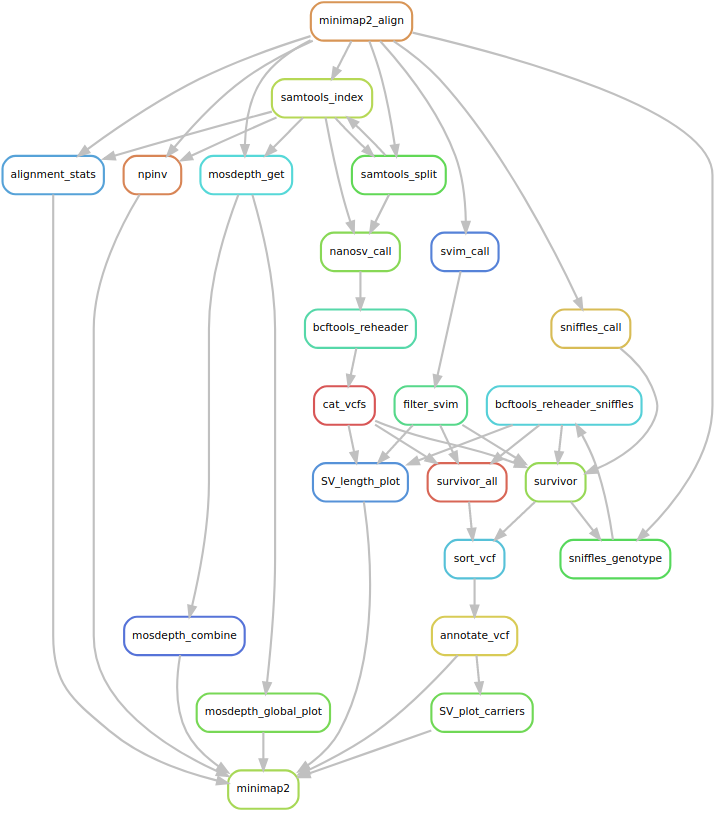 minimap2_align
samtools_index
alignment_stats
npinv
mosdepth_get
samtools_split
nanosv_call
svim_call
bcftools_reheader
sniffles_call
cat_vcfs
filter_svim
bcftools_reheader_sniffles
SV_length_plot
survivor_all
survivor
sort_vcf
sniffles_genotype
mosdepth_combine
annotate_vcf
mosdepth_global_plot
SV_plot_carriers
minimap2